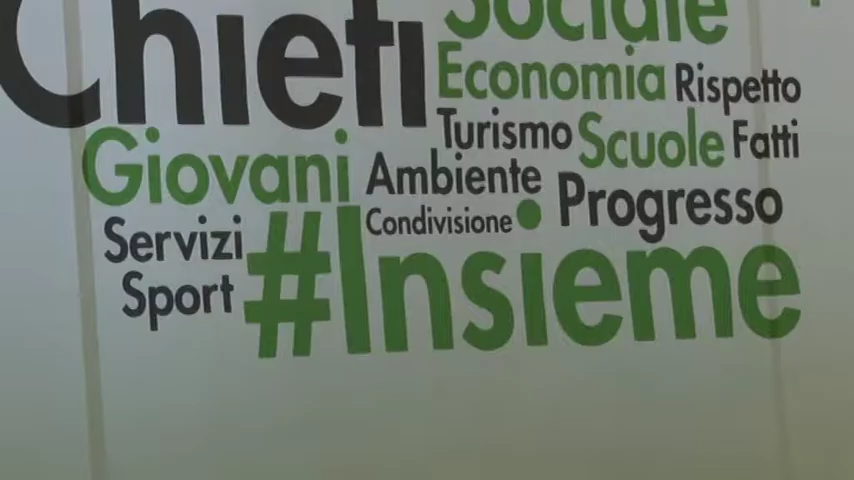 Chieti Sociale
Economia Rispetto
Turismo Scuole Fatti
Giovani Ambiente Progresso
Servizi Condivisione
Sport #Insieme